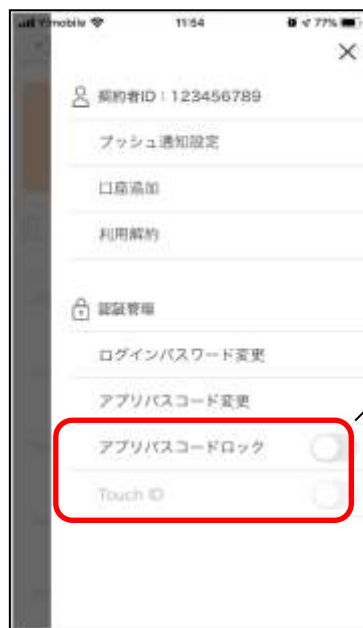 Y!mobile 11:54 77%
契約者ID：123456789
プッシュ通知設定
口座追加
利用解約
認証管理
ログインパスワード変更
アプリパスコード変更
アプリパスコードロック
Touch ID